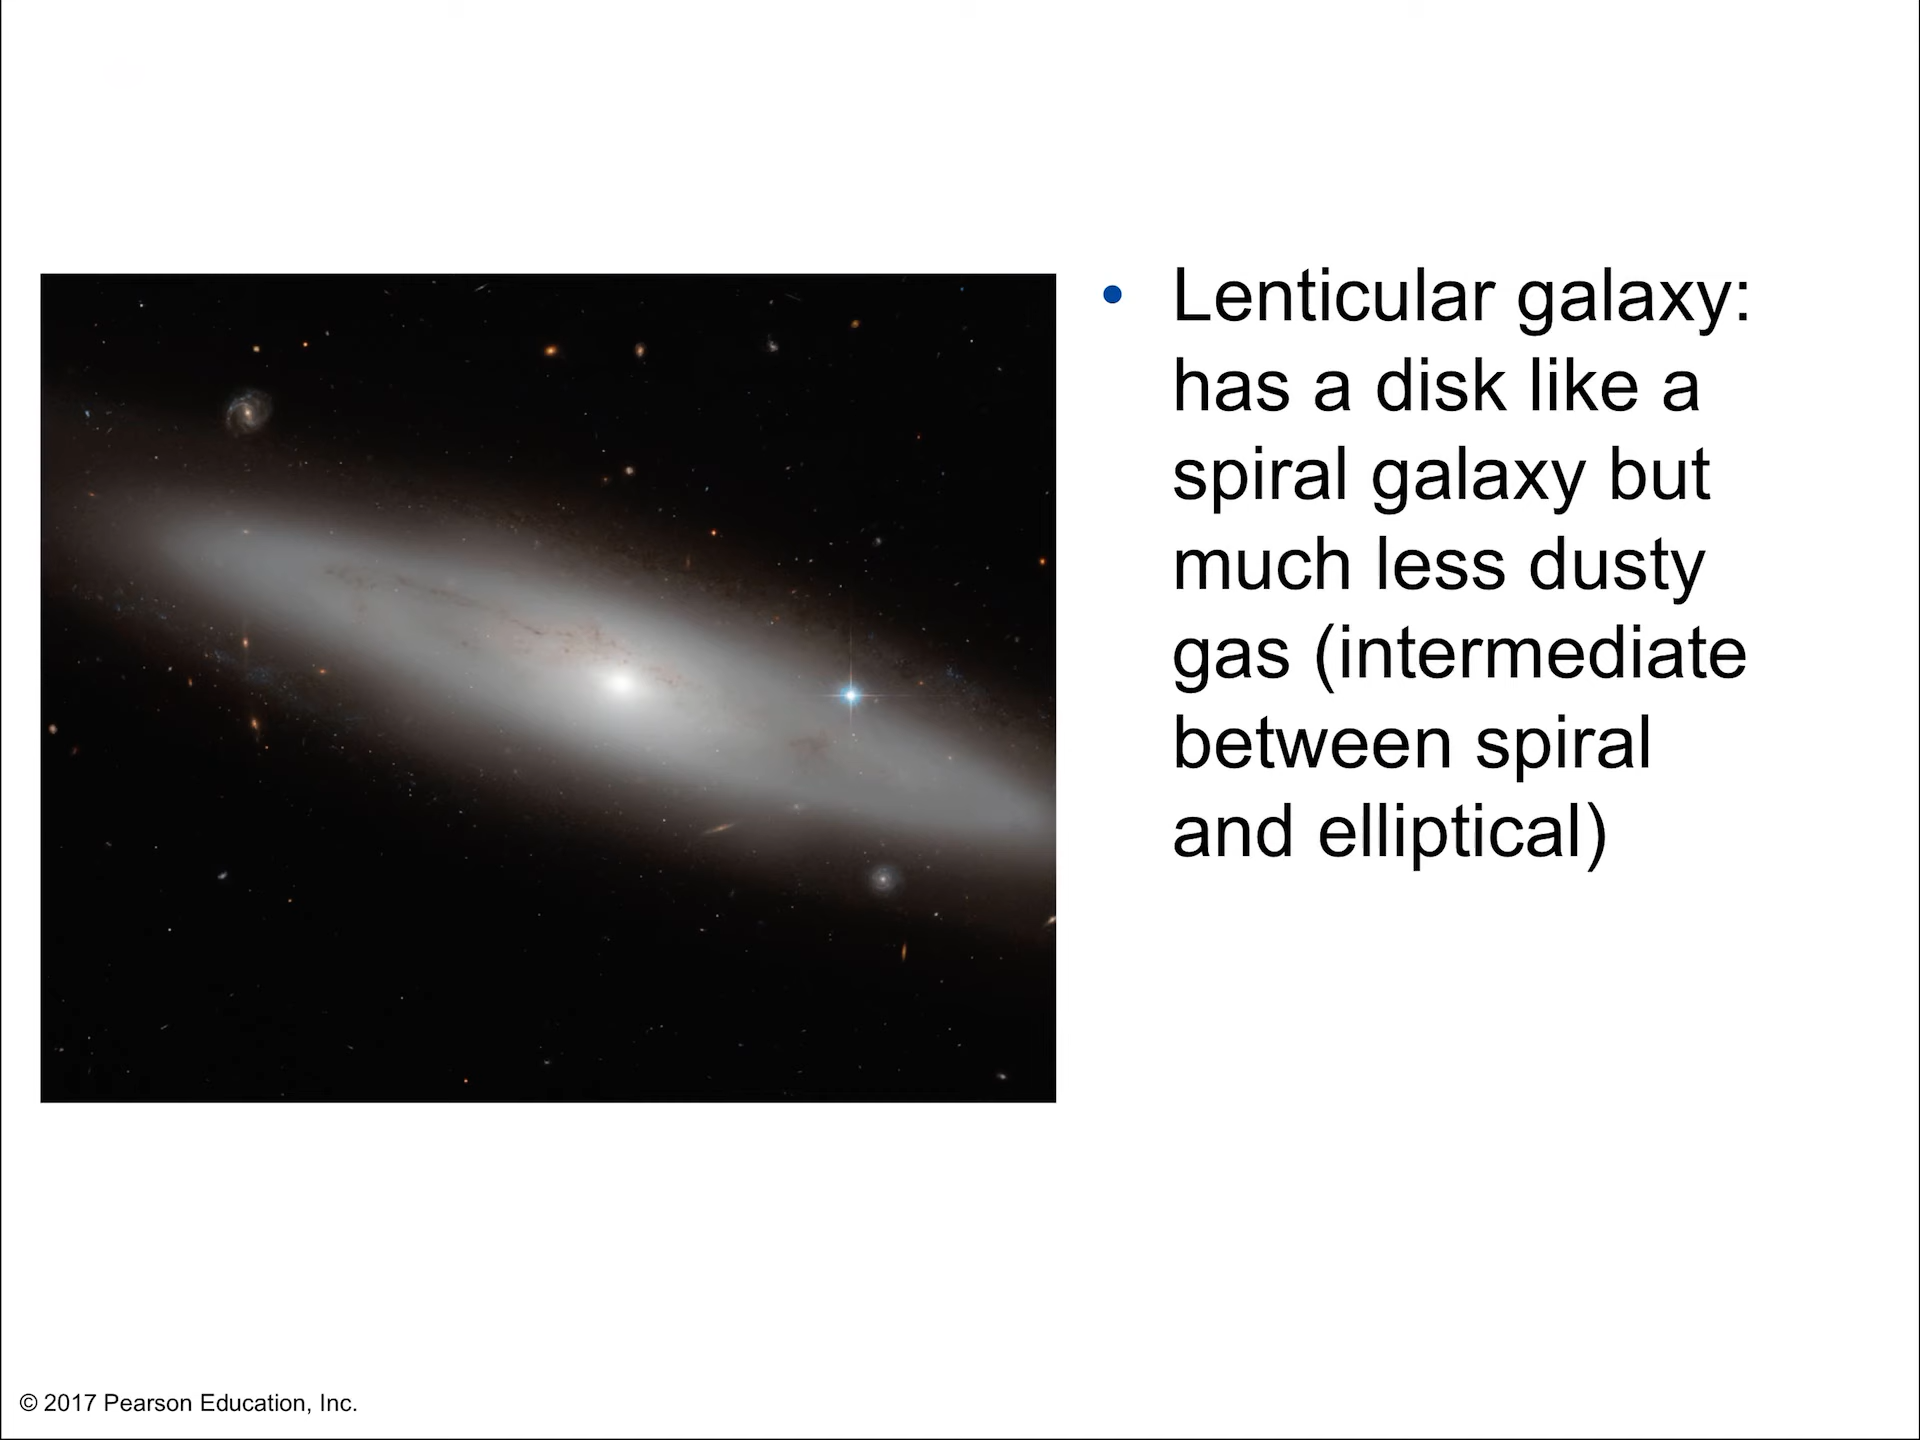 • Lenticular galaxy:
has a disk like a
spiral galaxy but
much less dusty
gas (intermediate
between spiral
and elliptical)
© 2017 Pearson Education, Inc.